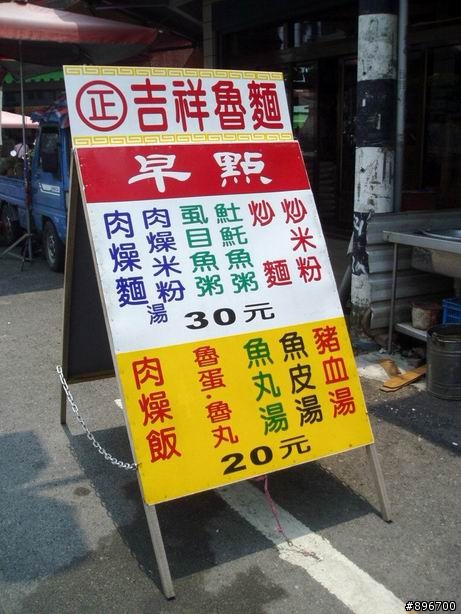 正 吉祥魯麵
早點
炒米粉
炒麵
𩵚魠魚粥
虱目魚粥
肉燥米粉湯
肉燥麵
30元
豬血湯
魚皮湯
魚丸湯
魯蛋・魯丸
肉燥飯
20元
#896700